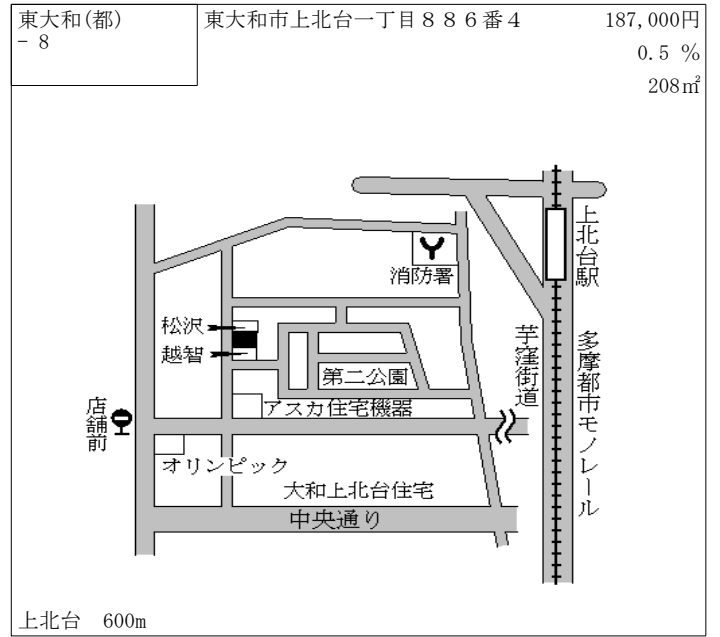 東大和(都)
- 8
東大和市上北台一丁目８８６番４
187,000円
0.5 %
208㎡
上北台駅
消防署
松沢
越智
芋窪街道
多摩都市モノレール
第二公園
アスカ住宅機器
店舗前
オリンピック
大和上北台住宅
中央通り
上北台　600m